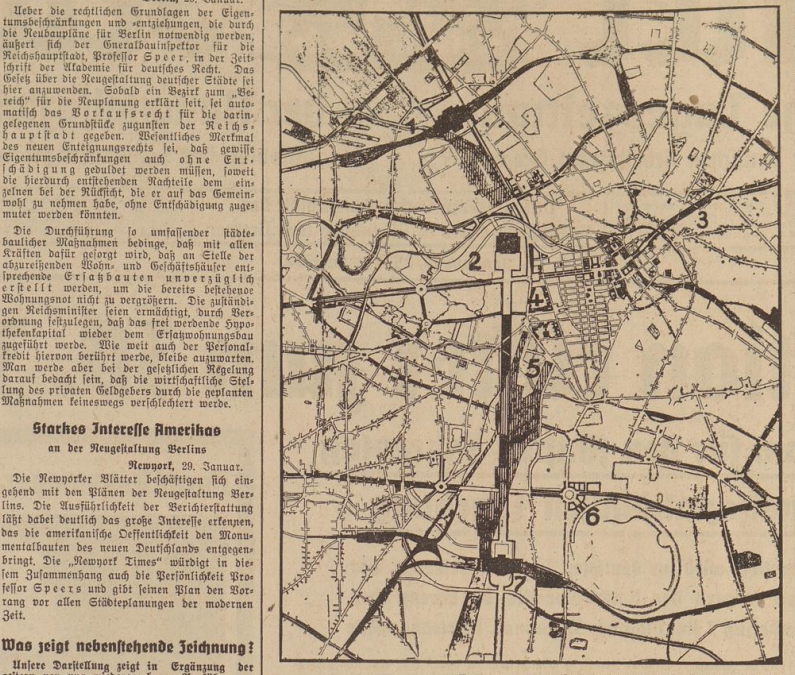 Berlin, 29. Januar.
Ueber die rechtlichen Grundlagen der Eigen-
tumsbeschränkungen und -entziehungen, die durch
die Neubaupläne für Berlin notwendig werden,
äußert sich der Gneralbauinspektor für die
Reichshauptstadt, Professor Speer, in der Zeit-
schrift der Akademie für deutsches Recht. Das
Gesetz über die Neugestaltung deutscher Städte sei
hier anzuwenden. Sobald ein Bezirk zum „Be-
reich“ für die Neuplanung erklärt seit, sei auto-
matisch das Vorkaufsrecht für die darin-
gelegenen Grundstücke zugunsten der Reichs-
hauptstadt gegeben. Wesontliches Merkmal
des neuen Enteignungsrechts sei, daß gewisse
Eigentumsbeschränkungen auch ohne Ent-
schädigung geduldet werden müssen, soweit
die hierdurch entstehenden Nachteile dem ein-
zelnen bei der Rücksicht, die er auf das Gemein-
wohl zu nehmen habe, ohne Entschädigung zuge-
mutet werden könnten.
Die Durchführung so umfassender städte-
baulicher Maßnahmen bedinge, daß mit allen
Kräften dafür gesorgt wird, daß an Stelle der
abzureißenden Wohn- und Geschäftshäuser ent-
sprechende Ersatzbauten unverzüglich
erstellt werden, um die bereits bestehende
Wohnungsnot nicht zu vergrößern. Die zuständi-
gen Reichsminister seien ermächtigt, durch Ver-
ordnung festzulegen, daß das frei werdende Hypo-
thekenkapital wieder dem Ersatzwohnungsbau
zugeführt werde. Wie weit auch der Personal-
kredit hiervon berührt werde, bleibe auzuwarten.
Man werde aber bei der gesetzlichen Regelung
darauf bedacht sein, daß die wirtschaftliche Stel-
lung des privaten Geldgebers durch die geplanten
Maßnahmen keineswegs verschlechtert werde.
Starkes Interesse Amerikas
an der Neugestaltung Berlins
Newyork, 29. Januar.
Die Newyorker Blätter beschäftigen sich ein-
gehend mit den Plänen der Neugestaltung Ber-
lins. Die Ausführlichkeit der Berichterstattung
läßt dabei deutlich das große Interesse erkennen,
das die amerikanische Oeffentlichkeit den Monu-
mentalbauten des neuen Deutschlands entgegen-
bringt. Die „Newyork Times“ würdigt in die-
sem Zusammenhang auch die Persönlichkeit Pro-
fessor Speers und gibt seinen Plan den Vor-
rang vor allen Städteplanungen der modernen
Zeit.
Was zeigt nebenstehende Zeichnung?
Unsere Darstellung zeigt in Ergänzung der
1
2
3
4
5
6
7